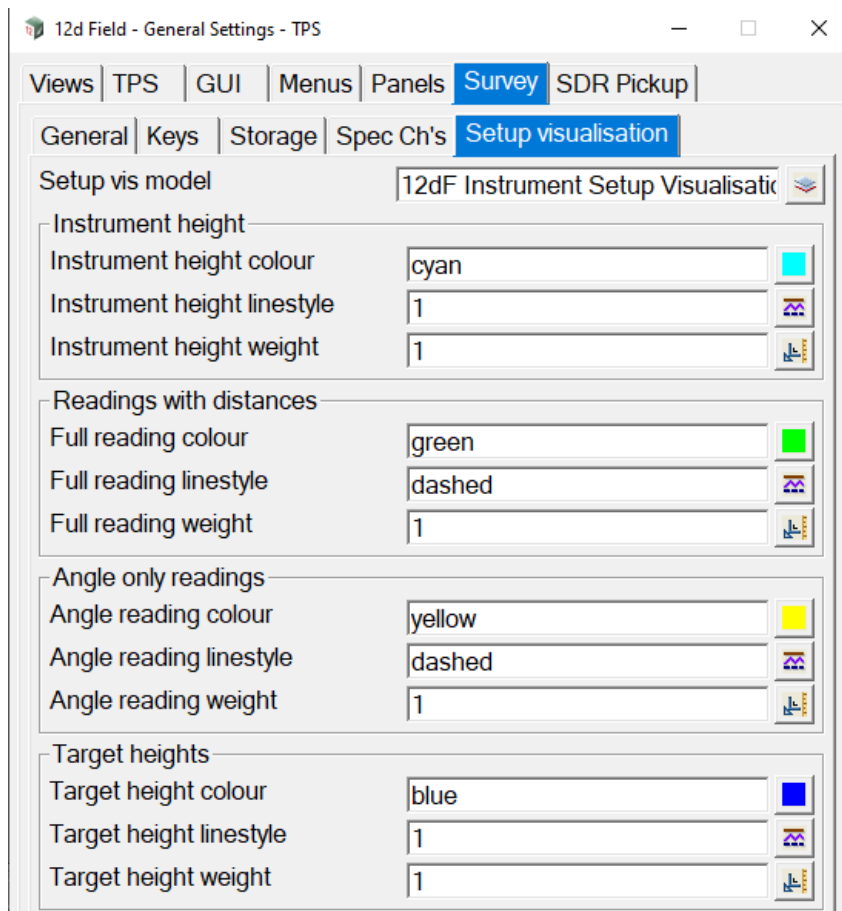 12d Field - General Settings - TPS
Views TPS GUI Menus Panels Survey SDR Pickup
General Keys Storage Spec Ch's Setup visualisation
Setup vis model 12dF Instrument Setup Visualisatic
Instrument height
Instrument height colour cyan
Instrument height linestyle 1
Instrument height weight 1
Readings with distances
Full reading colour green
Full reading linestyle dashed
Full reading weight 1
Angle only readings
Angle reading colour yellow
Angle reading linestyle dashed
Angle reading weight 1
Target heights
Target height colour blue
Target height linestyle 1
Target height weight 1